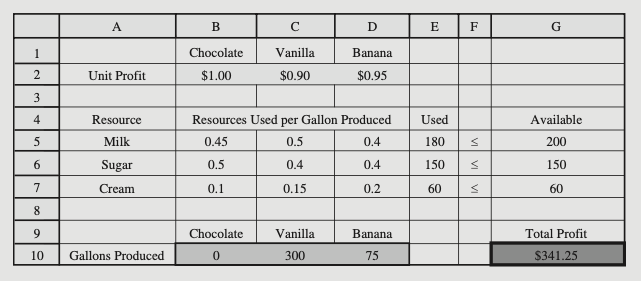 A B C D E F G
1 Chocolate Vanilla Banana
2 Unit Profit $1.00 $0.90 $0.95
3
4 Resource Resources Used per Gallon Produced Used Available
5 Milk 0.45 0.5 0.4 180 ≤ 200
6 Sugar 0.5 0.4 0.4 150 ≤ 150
7 Cream 0.1 0.15 0.2 60 ≤ 60
8
9 Chocolate Vanilla Banana Total Profit
10 Gallons Produced 0 300 75 $341.25